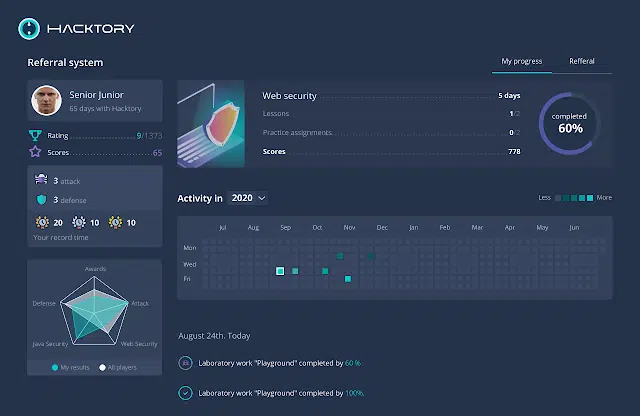 HACKTORY
Referral system
My progress
Refferal
Senior Junior
65 days with Hacktory
Rating 9/1373
Scores 65
3 attack
3 defense
20 10 10
Your record time
Web security 5 days
Lessons 1/2
Practice assignments 0/2
Scores 778
completed
60%
Activity in 2020
Less More
Jul Aug Sep Oct Nov Dec Jan Feb Mar Apr May Jun
Mon
Wed
Fri
Awards
Defense Attack
Java Security Web Security
My results All players
August 24th. Today
Laboratory work "Playground" completed by 60 %
Laboratory work "Playground" completed by 100%.